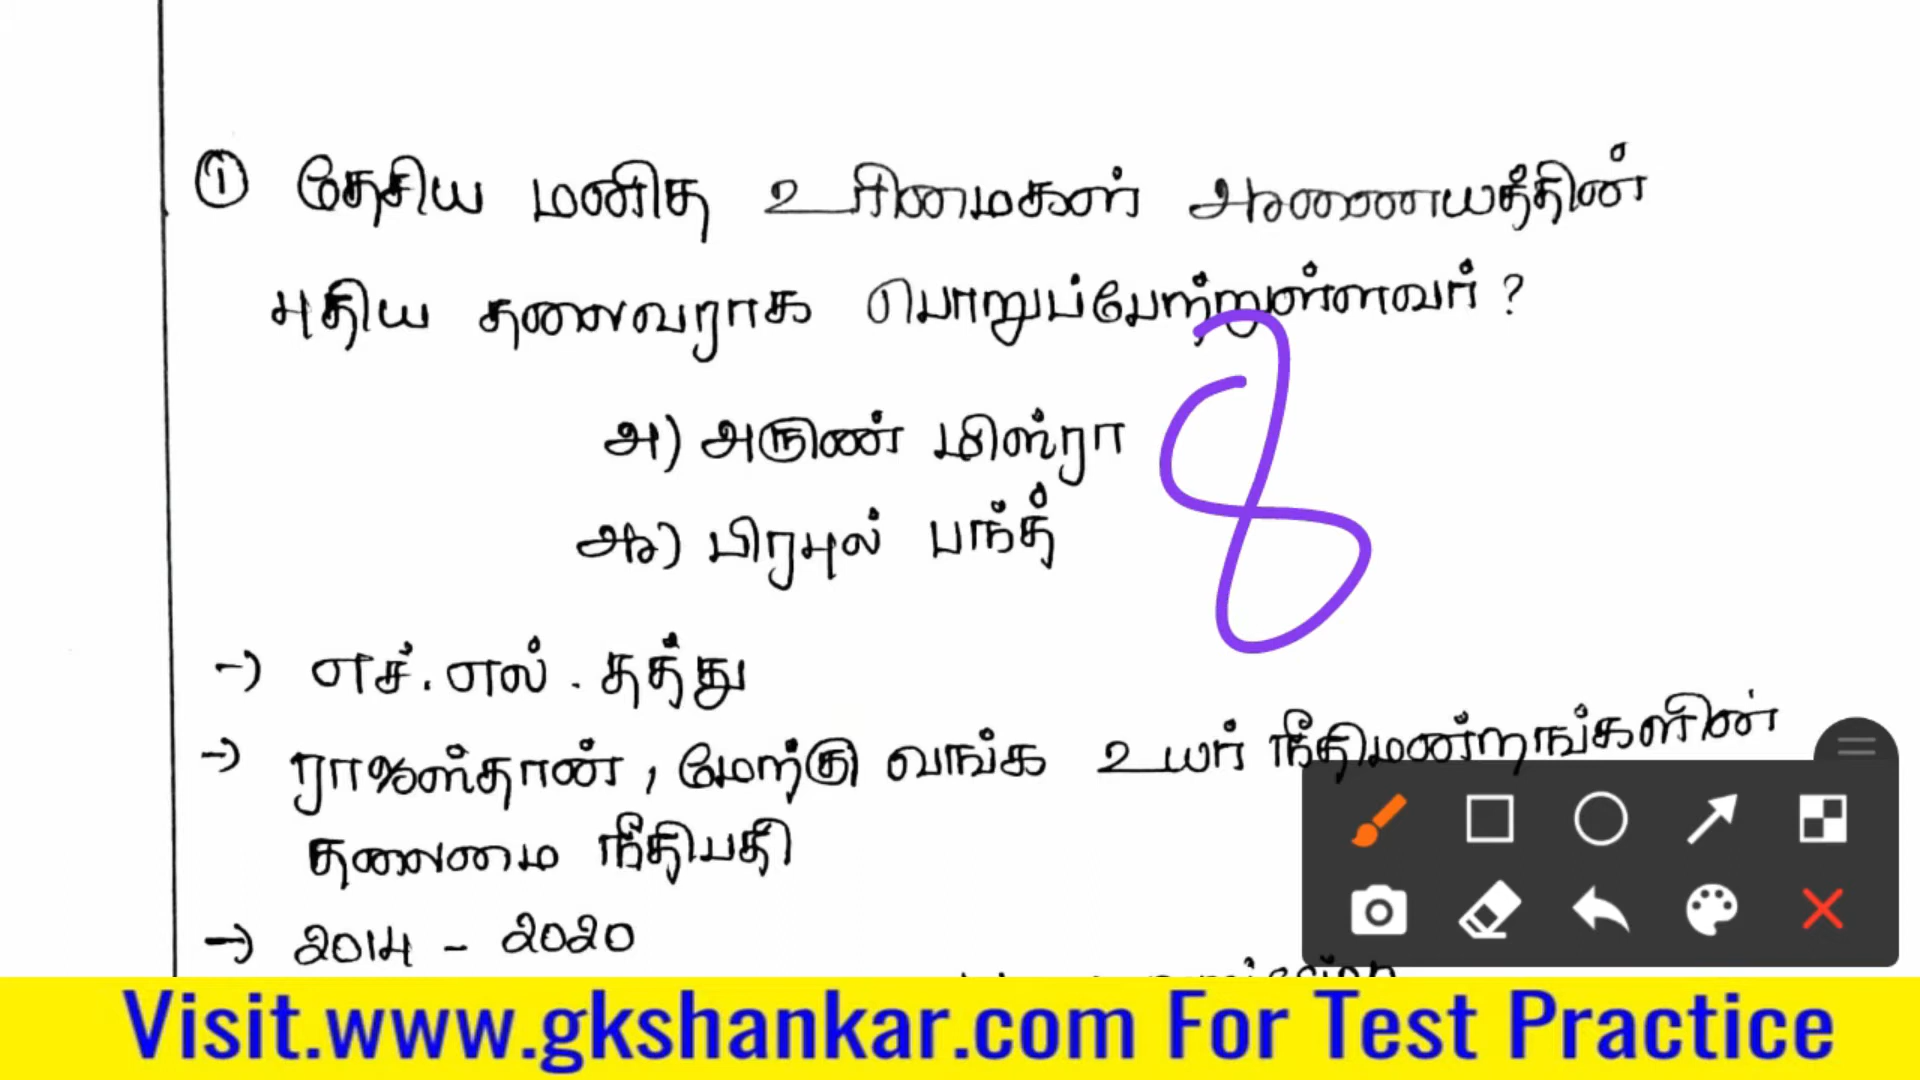 ① தேசிய மனித உரிமைகள் ஆணையத்தின்
புதிய தலைவராக பொறுப்பேற்றுள்ளவர் ?
அ) அருண் மிஸ்ரா
ஆ) பிரபுல் பந்த்
8
-> எச். எல் . தத்து
-> ராஜஸ்தான் , மேற்கு வங்க உயர் நீதிமன்றங்களின்
தலைமை நீதிபதி
-> 2014 - 2020
Visit.www.gkshankar.com For Test Practice